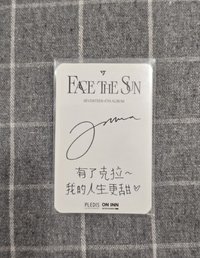 FACE THE SUN
SEVENTEEN 4TH ALBUM
有了克拉～
我的人生更甜♡
PLEDIS ON INN